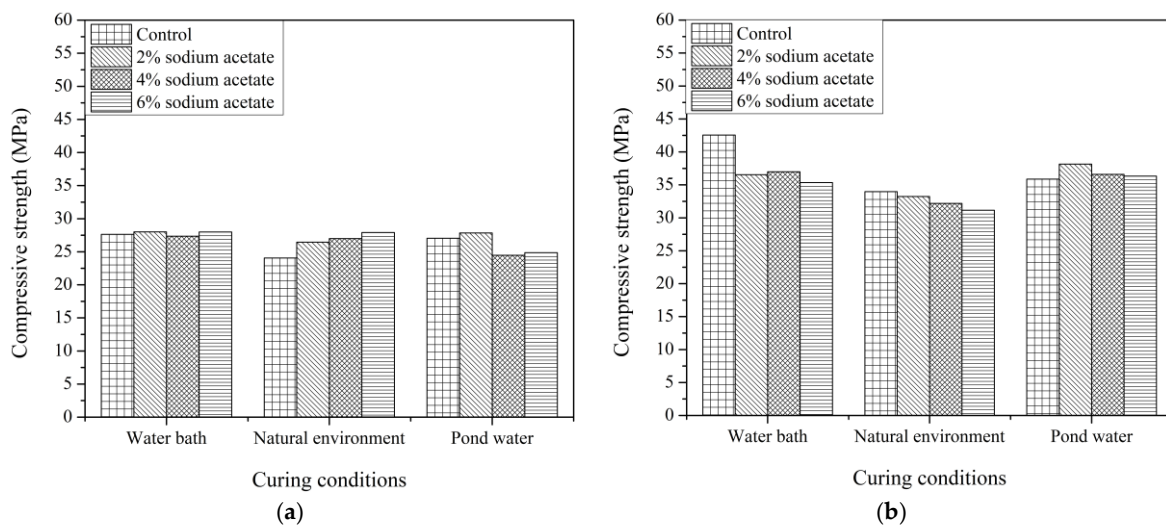 60
55
50
45
40
35
30
25
20
15
10
5
0
Compressive strength (MPa)
Control
2% sodium acetate
4% sodium acetate
6% sodium acetate
Water bath
Natural environment
Pond water
Curing conditions
(a)
60
55
50
45
40
35
30
25
20
15
10
5
0
Compressive strength (MPa)
Control
2% sodium acetate
4% sodium acetate
6% sodium acetate
Water bath
Natural environment
Pond water
Curing conditions
(b)